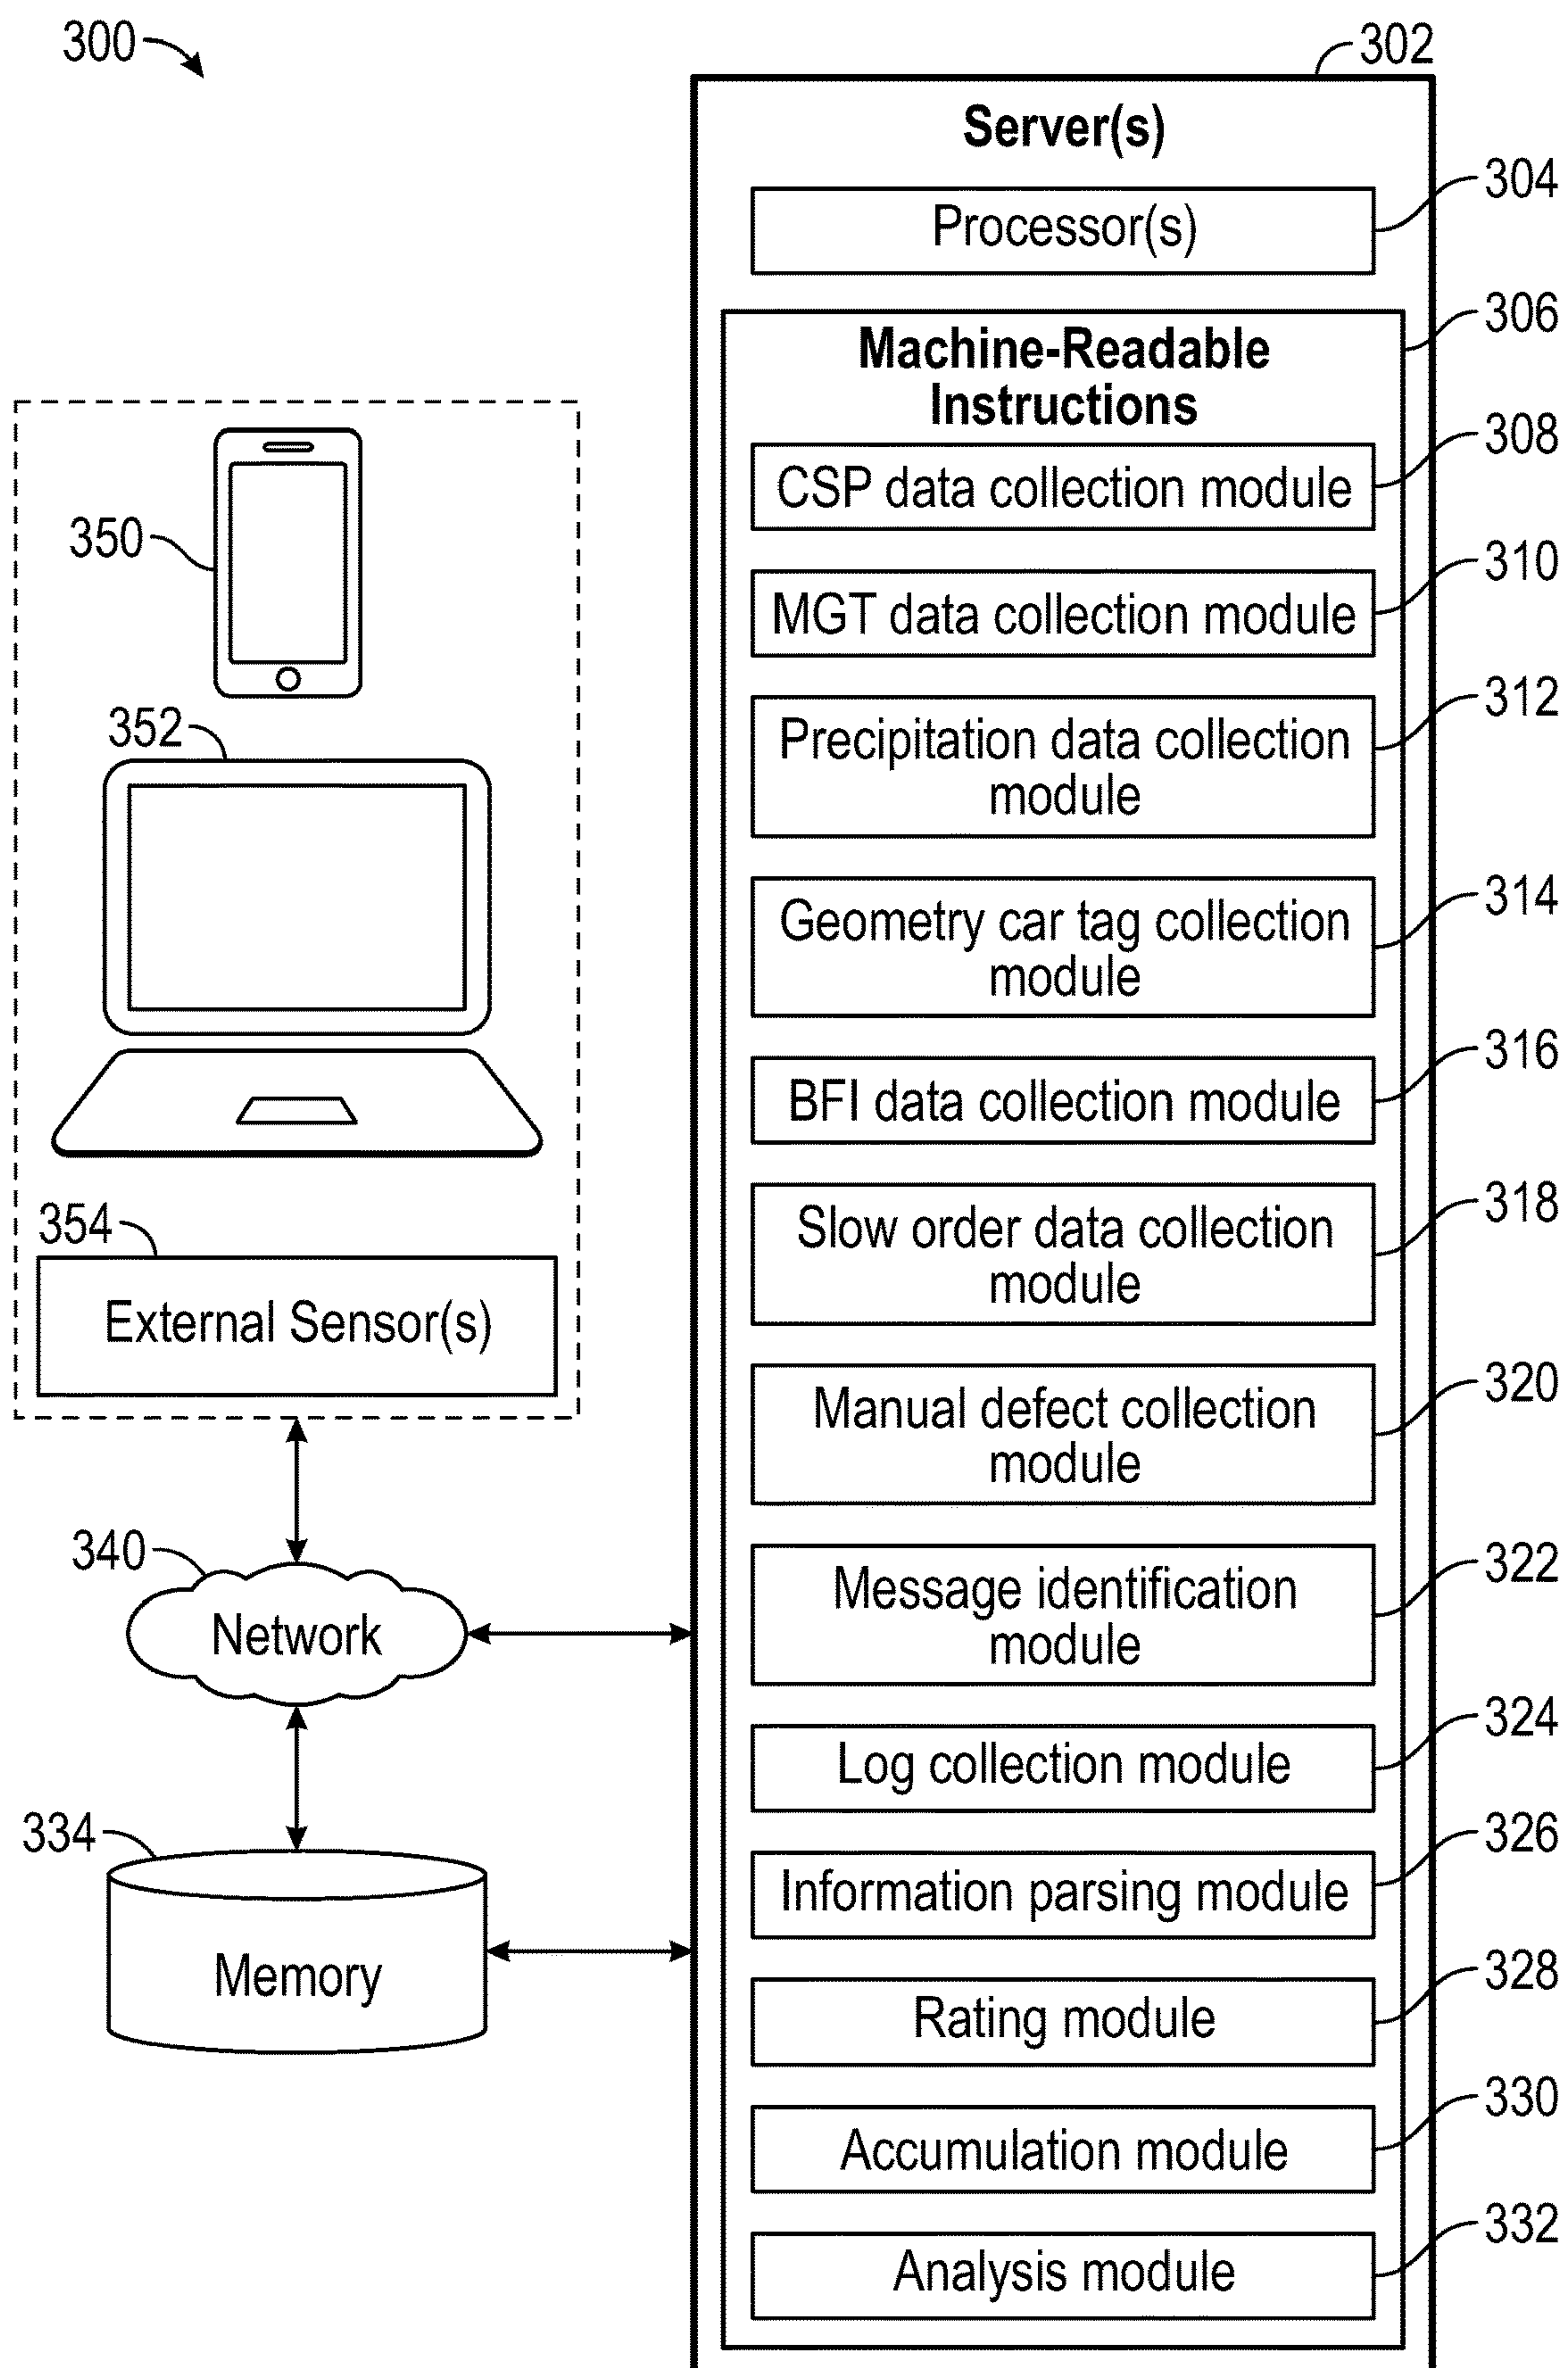 300
302
Server(s)
304
Processor(s)
306
Machine-Readable
Instructions
308
CSP data collection module
350
310
MGT data collection module
312
352
Precipitation data collection
module
314
Geometry car tag collection
module
316
BFI data collection module
318
354
Slow order data collection
module
External Sensor(s)
320
Manual defect collection
module
340
322
Network
Message identification
module
324
Log collection module
334
326
Information parsing module
Memory
328
Rating module
330
Accumulation module
332
Analysis module